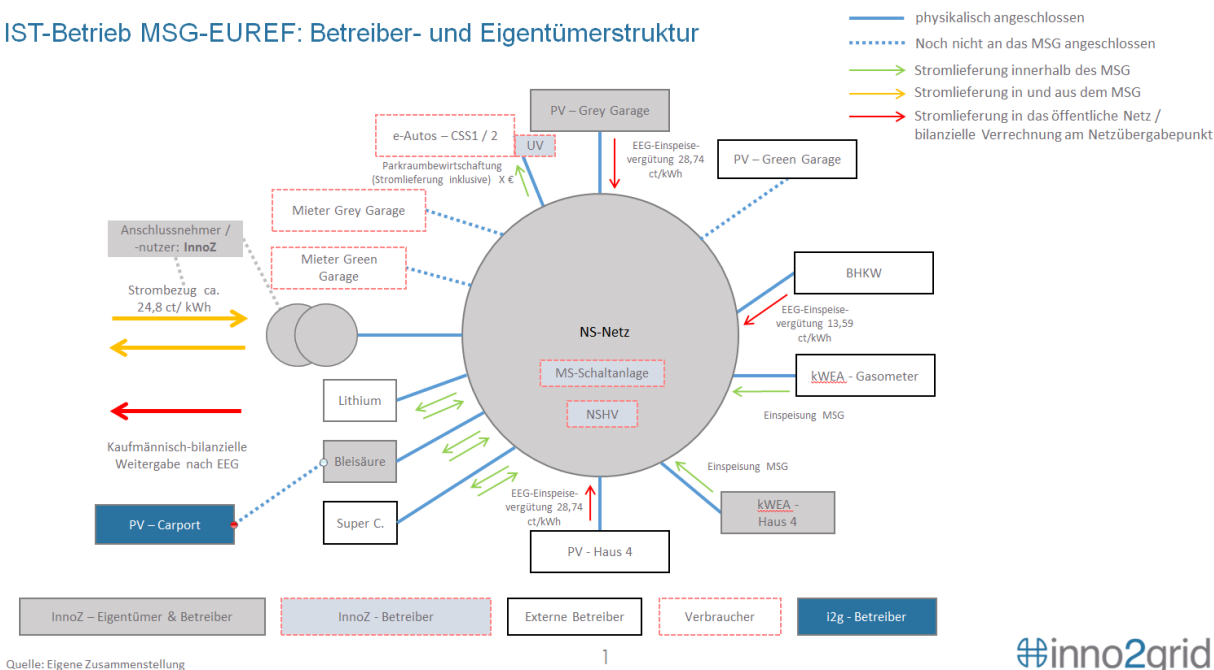 IST-Betrieb MSG-EUREF: Betreiber- und Eigentümerstruktur
physikalisch angeschlossen
Noch nicht an das MSG angeschlossen
Stromlieferung innerhalb des MSG
Stromlieferung in und aus dem MSG
Stromlieferung in das öffentliche Netz /
bilanzielle Verrechnung am Netzübergabepunkt
PV – Grey Garage
e-Autos – CSS1 / 2
UV
EEG-Einspeise-
vergütung 28,74
ct/kWh
PV – Green Garage
Parkraumbewirtschaftung
(Stromlieferung inklusive) X €
Mieter Grey Garage
Anschlussnehmer /
-nutzer: InnoZ
Mieter Green
Garage
BHKW
Strombezug ca.
24,8 ct/ kWh
EEG-Einspeise-
vergütung 13,59
ct/kWh
NS-Netz
MS-Schaltanlage
kWEA - Gasometer
Lithium
NSHV
Einspeisung MSG
Kaufmännisch-bilanzielle
Weitergabe nach EEG
Bleisäure
Einspeisung MSG
EEG-Einspeise-
vergütung 28,74
ct/kWh
kWEA -
Haus 4
PV – Carport
Super C.
PV - Haus 4
InnoZ – Eigentümer & Betreiber
InnoZ - Betreiber
Externe Betreiber
Verbraucher
i2g - Betreiber
Quelle: Eigene Zusammenstellung
1
inno2grid